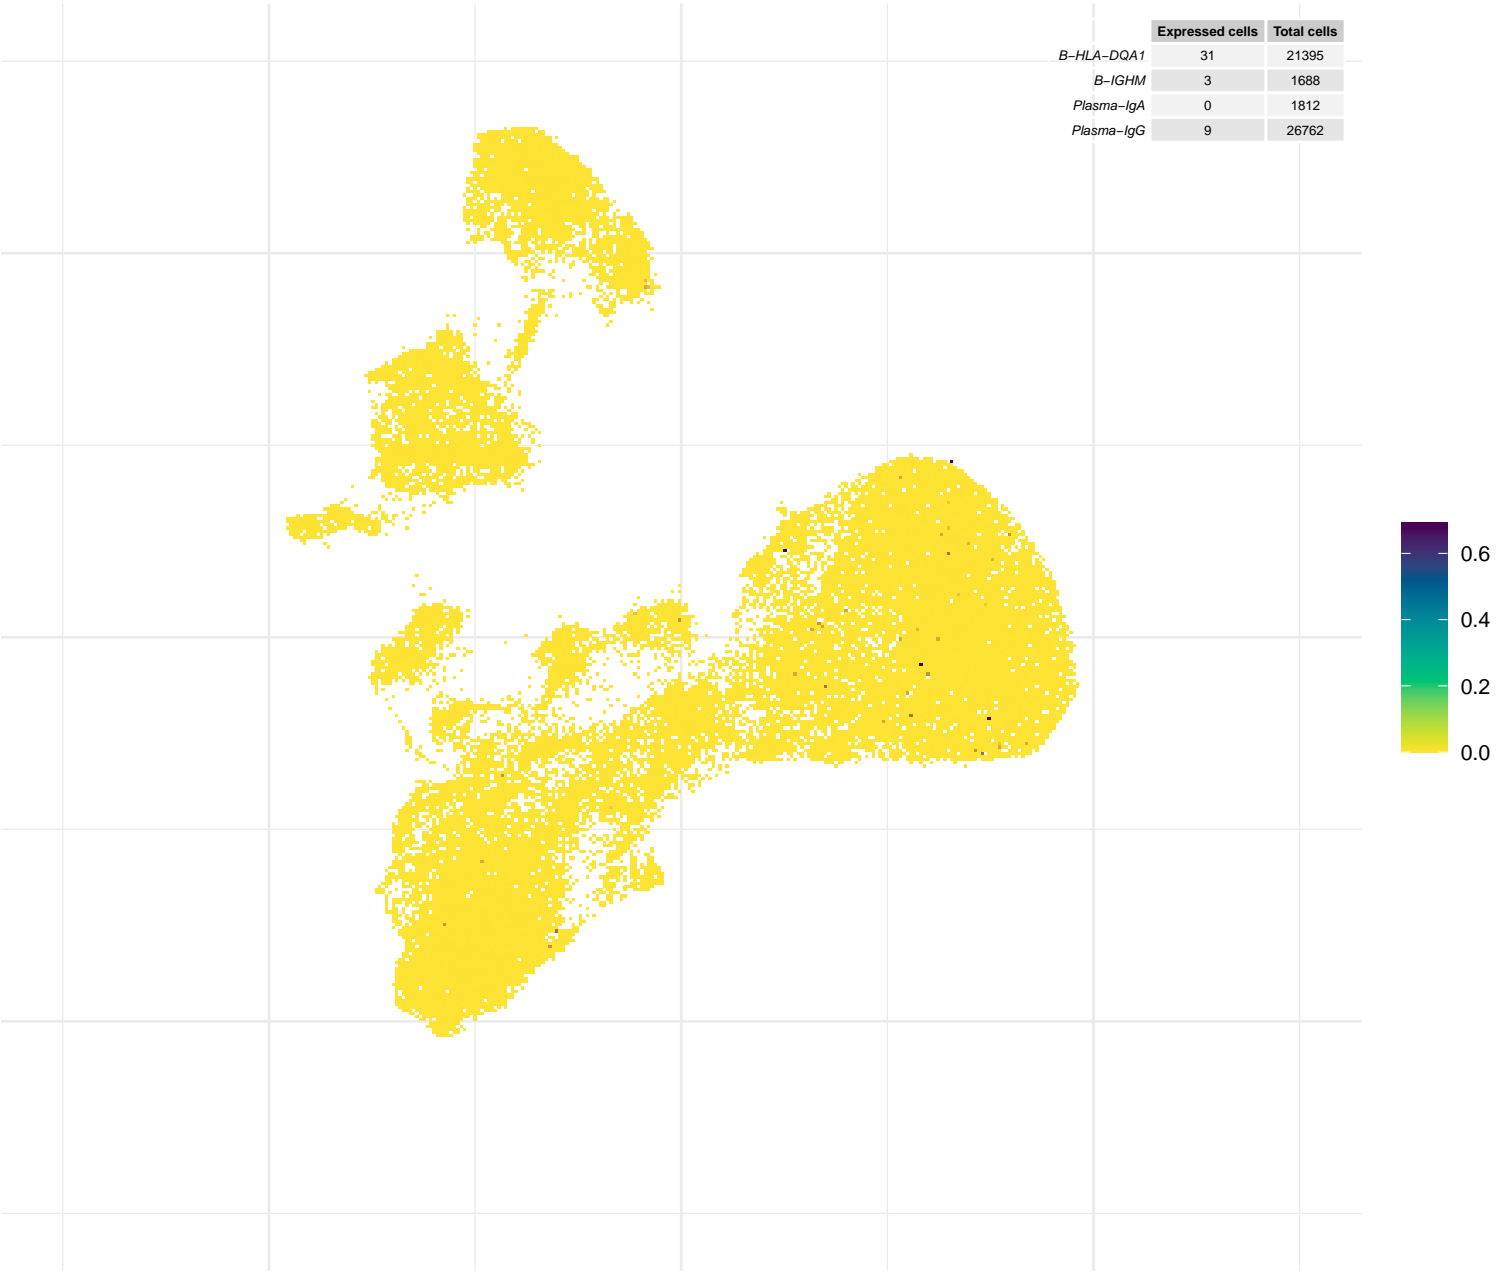 Expressed cells Total cells
B−HLA−DQA1 31 21395
B−IGHM 3 1688
Plasma−IgA 0 1812
Plasma−IgG 9 26762
0.6
0.4
0.2
0.0